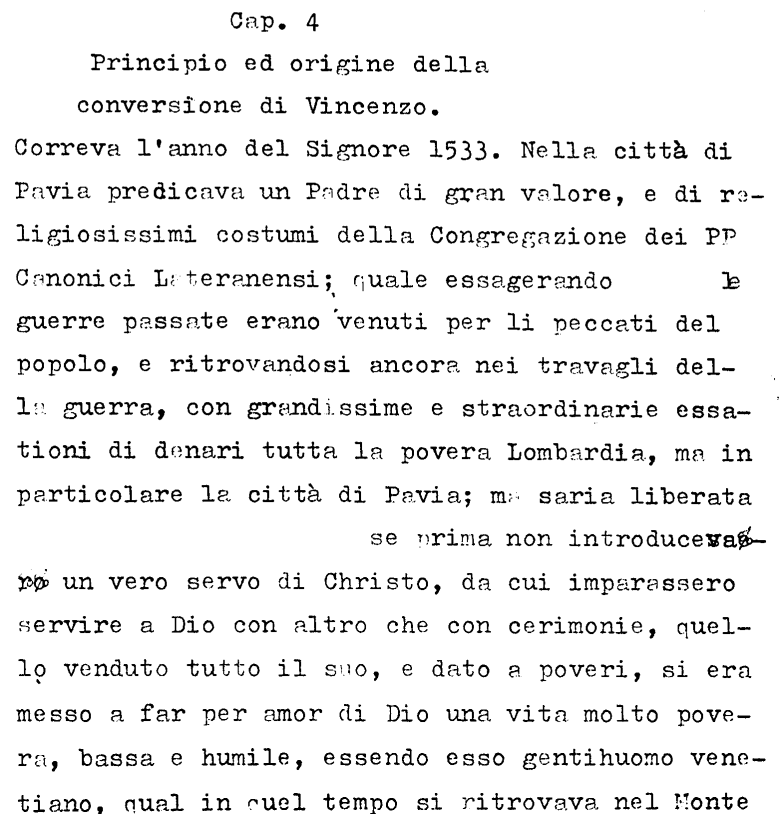 Cap. 4
Principio ed origine della
conversione di Vincenzo.
Correva l'anno del Signore 1533. Nella città di
Pavia predicava un Padre di gran valore, e di re-
ligiosissimi costumi della Congregazione dei PP
Canonici Lateranensi; quale essagerando le
guerre passate erano venuti per li peccati del
popolo, e ritrovandosi ancora nei travagli del-
la guerra, con grandissime e straordinarie essa-
tioni di denari tutta la povera Lombardia, ma in
particolare la città di Pavia; ma saria liberata
se prima non introduceva
un vero servo di Christo, da cui imparassero
servire a Dio con altro che con cerimonie, quel-
lo venduto tutto il suo, e dato a poveri, si era
messo a far per amor di Dio una vita molto pove-
ra, bassa e humile, essendo esso gentihuomo vene-
tiano, qual in quel tempo si ritrovava nel Monte